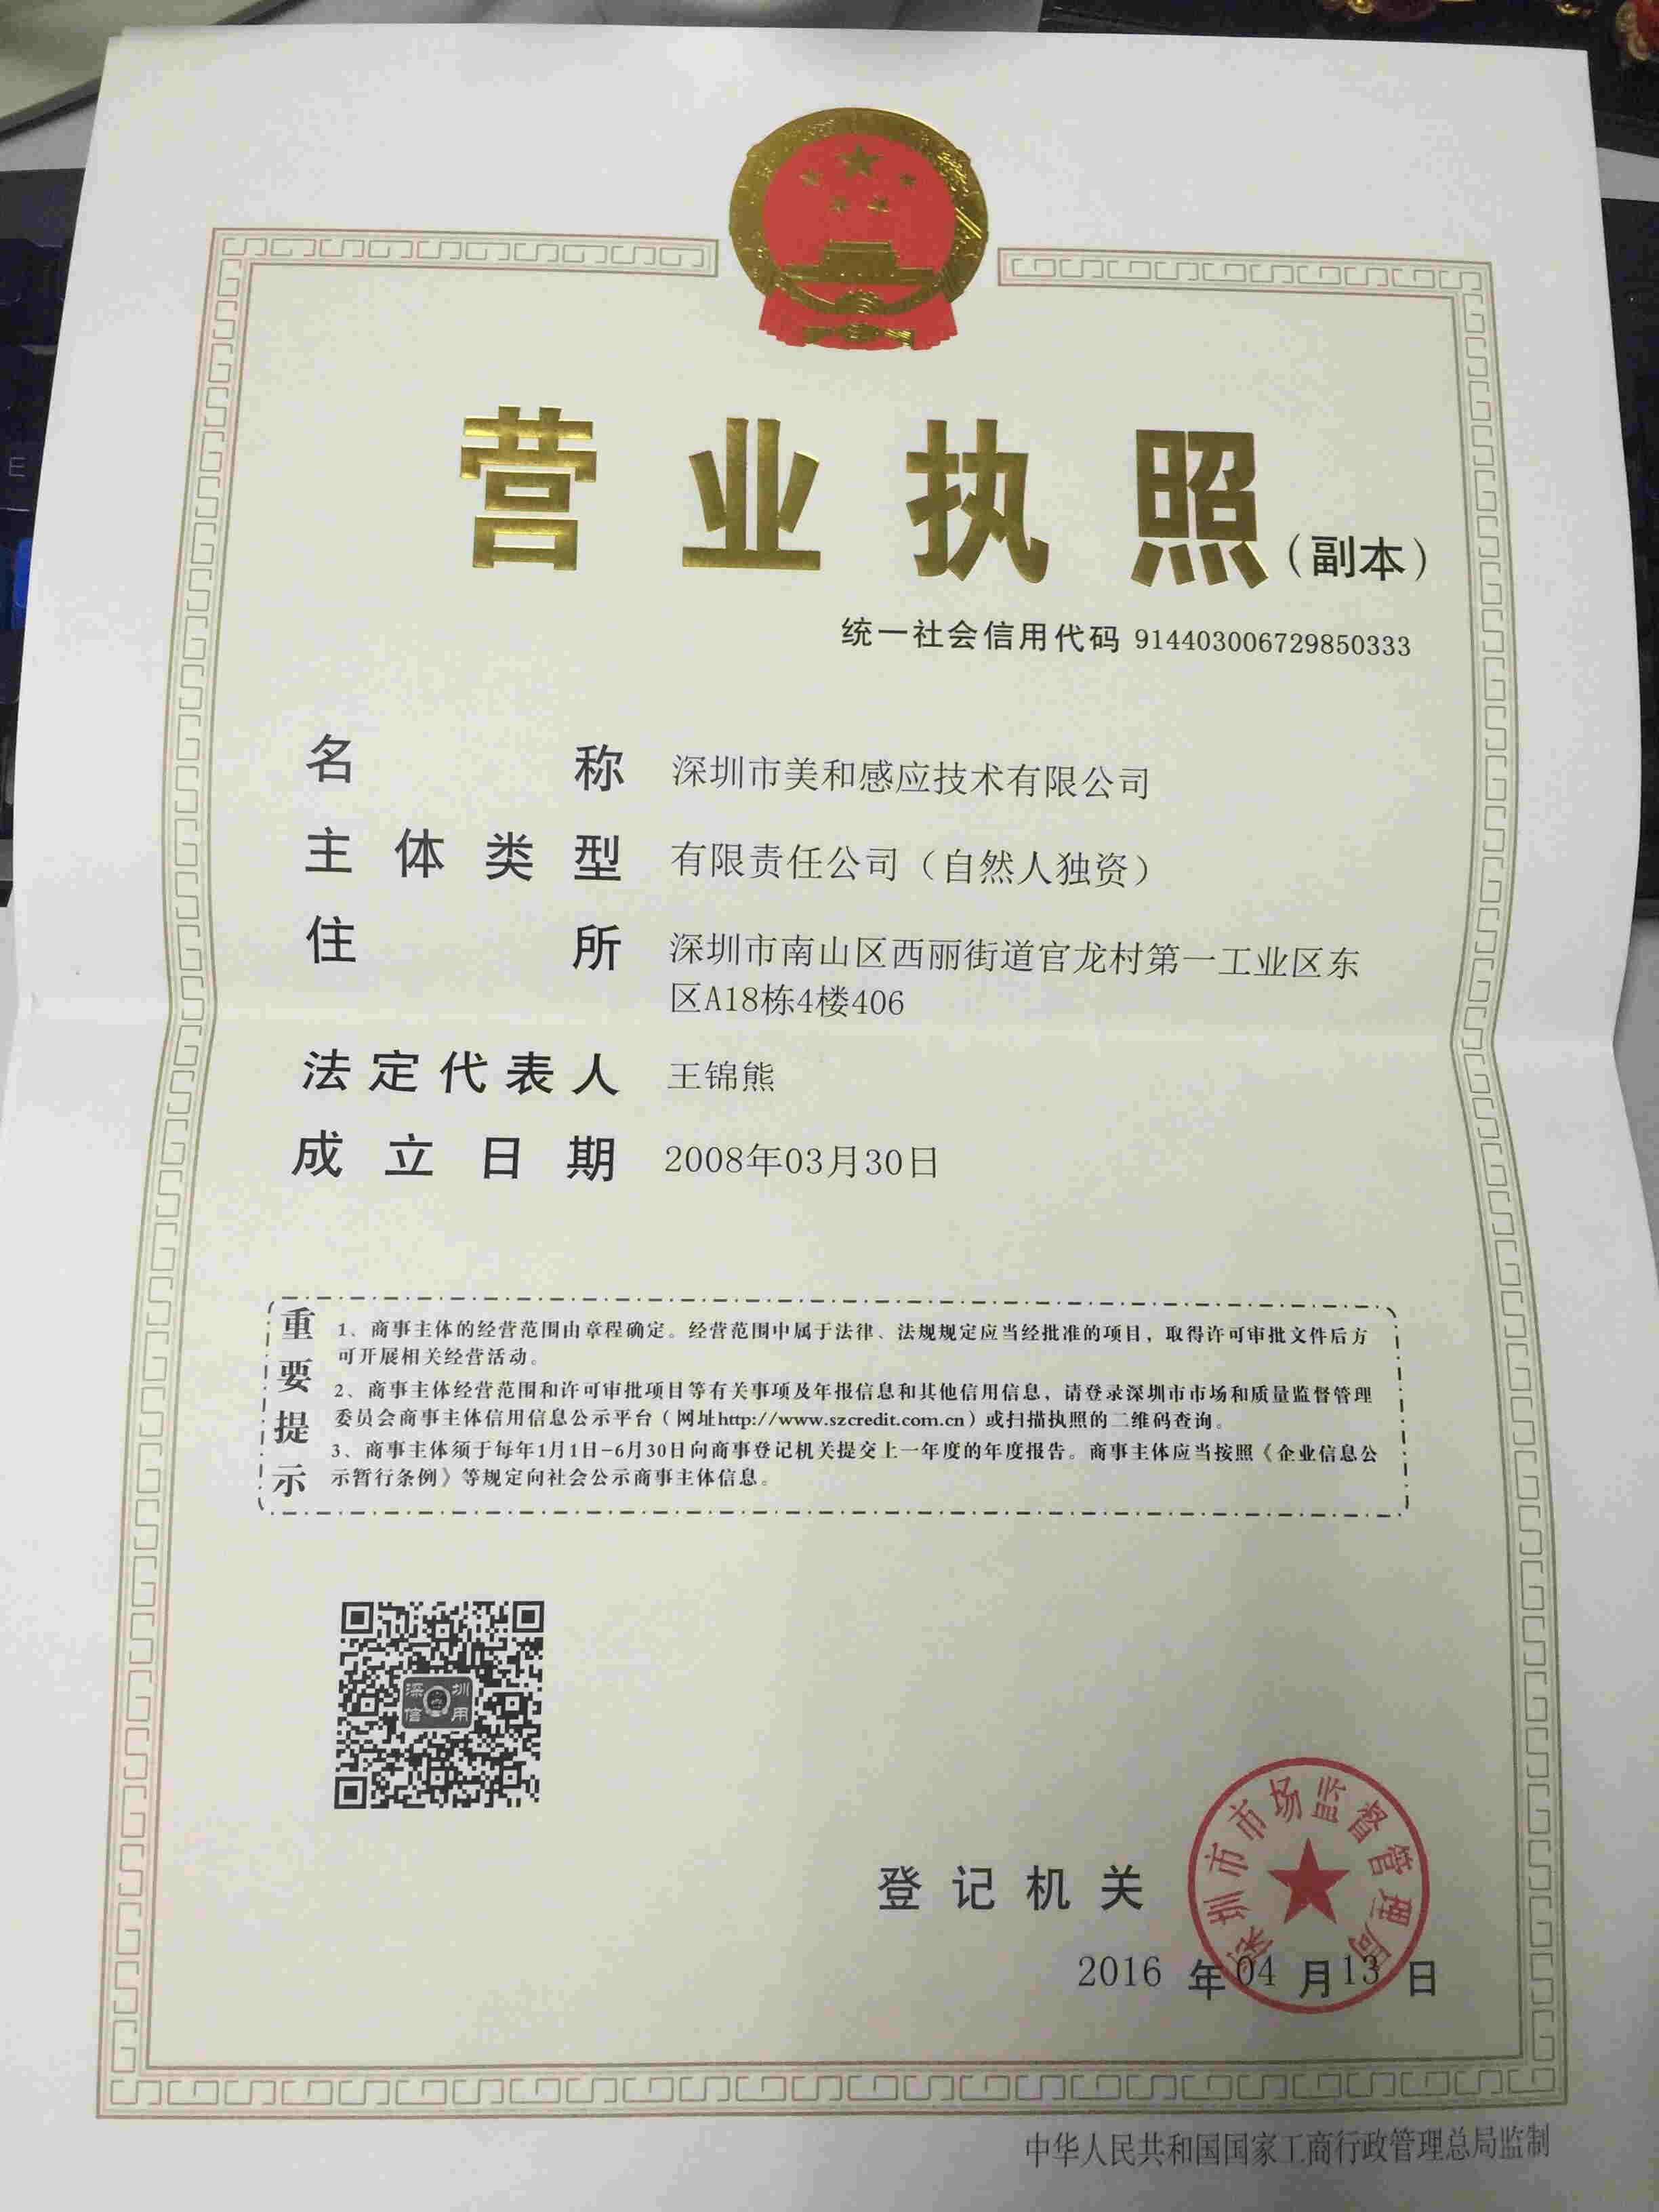 营业执照(副本)
统一社会信用代码 914403006729850333
名称 深圳市美和感应技术有限公司
主体类型 有限责任公司（自然人独资）
住所 深圳市南山区西丽街道官龙村第一工业区东
区A18栋4楼406
法定代表人 王锦熊
成立日期 2008年03月30日
重要提示
1、商事主体的经营范围由章程确定。经营范围中属于法律、法规规定应当经批准的项目，取得许可审批文件后方
可开展相关经营活动。
2、商事主体经营范围和许可审批项目等有关事项及年报信息和其他信用信息，请登录深圳市市场和质量监督管理
委员会商事主体信用信息公示平台（网址http://www.szcredit.com.cn）或扫描执照的二维码查询。
3、商事主体须于每年1月1日-6月30日向商事登记机关提交上一年度的年度报告。商事主体应当按照《企业信息公
示暂行条例》等规定向社会公示商事主体信息。
深圳
信用
登记机关
深圳市市场监督管理局
2016年04月13日
中华人民共和国国家工商行政管理总局监制